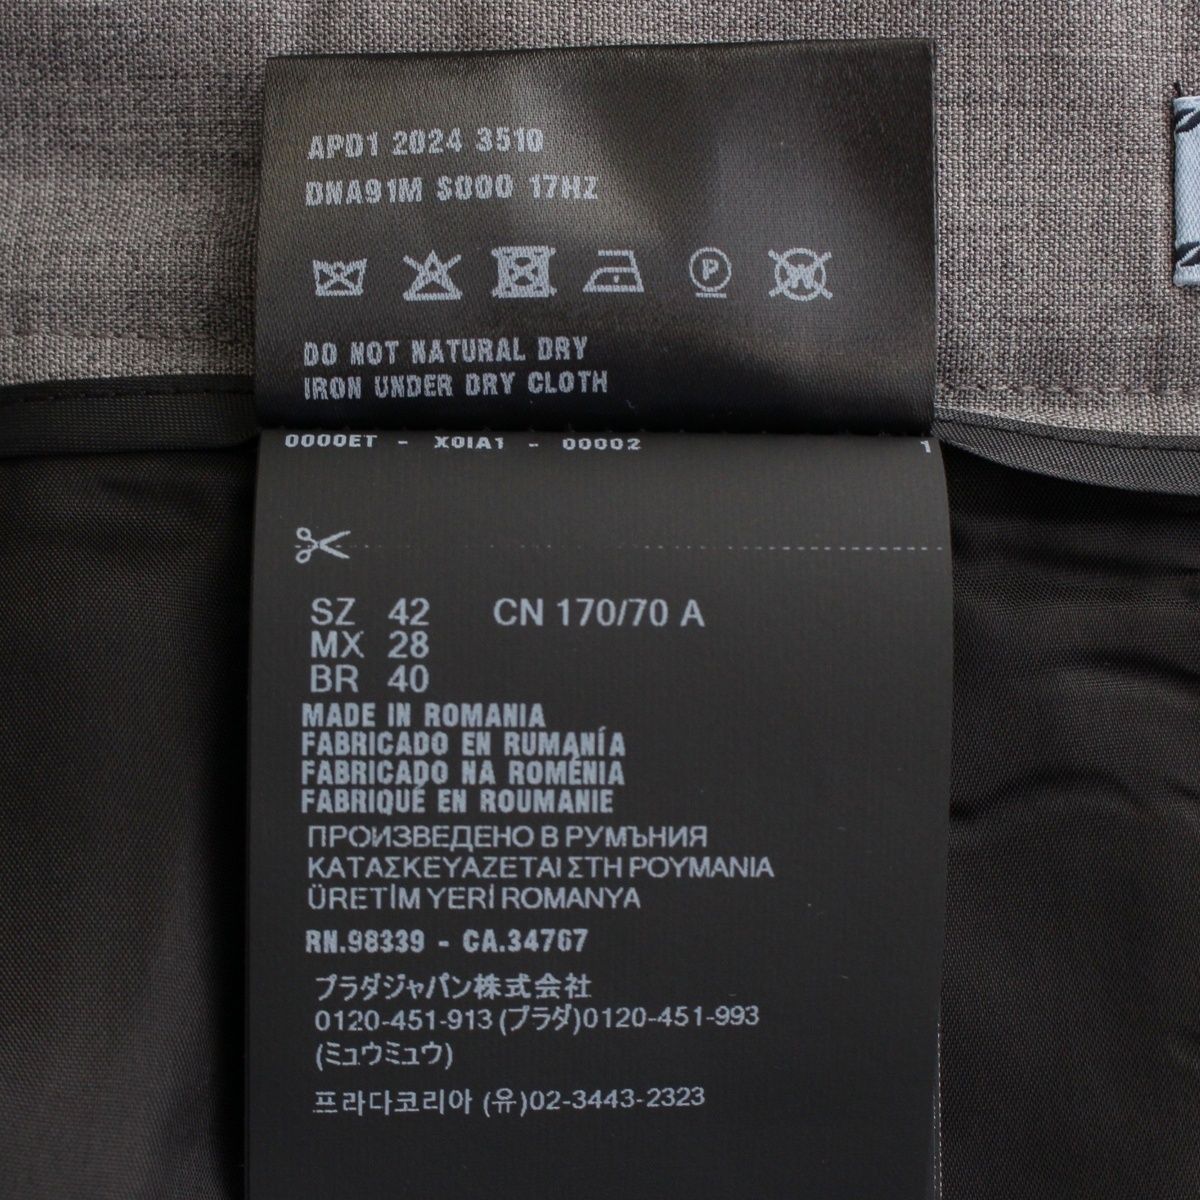 APD1 2024 3510
DNA91M S000 17HZ
P
W
DO NOT NATURAL DRY
IRON UNDER DRY CLOTH
0000ET - X0IA1 - 00002 1
SZ 42 CN 170/70 A
MX 28
BR 40
MADE IN ROMANIA
FABRICADO EN RUMANÍA
FABRICADO NA ROMÉNIA
FABRIQUÉ EN ROUMANIE
ПРОИЗВЕДЕНО В РУМЪНИЯ
ΚΑΤΑΣΚΕΥΑΖΕΤΑΙ ΣΤΗ ΡΟΥΜΑΝΙΑ
ÜRETİM YERİ ROMANYA
RN.98339 - CA.34767
プラダジャパン株式会社
0120-451-913 (プラダ)0120-451-993
(ミュウミュウ)
프라다코리아 (유)02-3443-2323